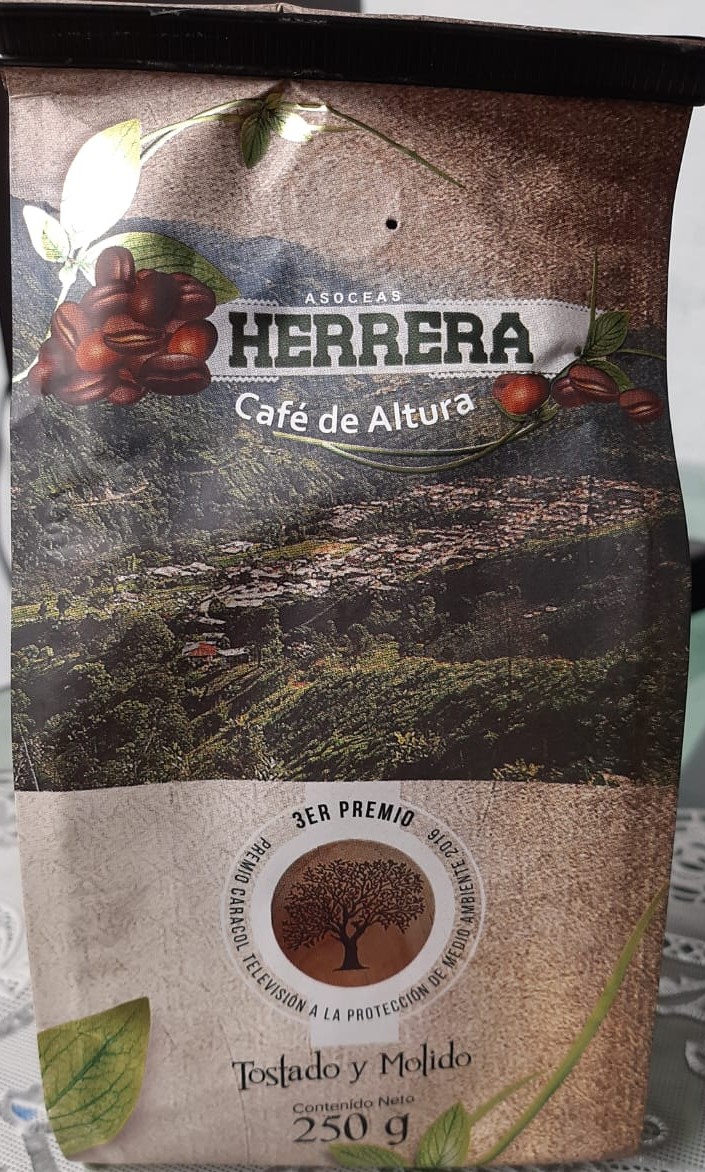 ASOCEAS
HERRERA
Café de Altura
3ER PREMIO
PREMIO CARACOL TELEVISIÓN A LA PROTECCIÓN DE MEDIO AMBIENTE 2016
Tostado y Molido
Contenido Neto
250 g